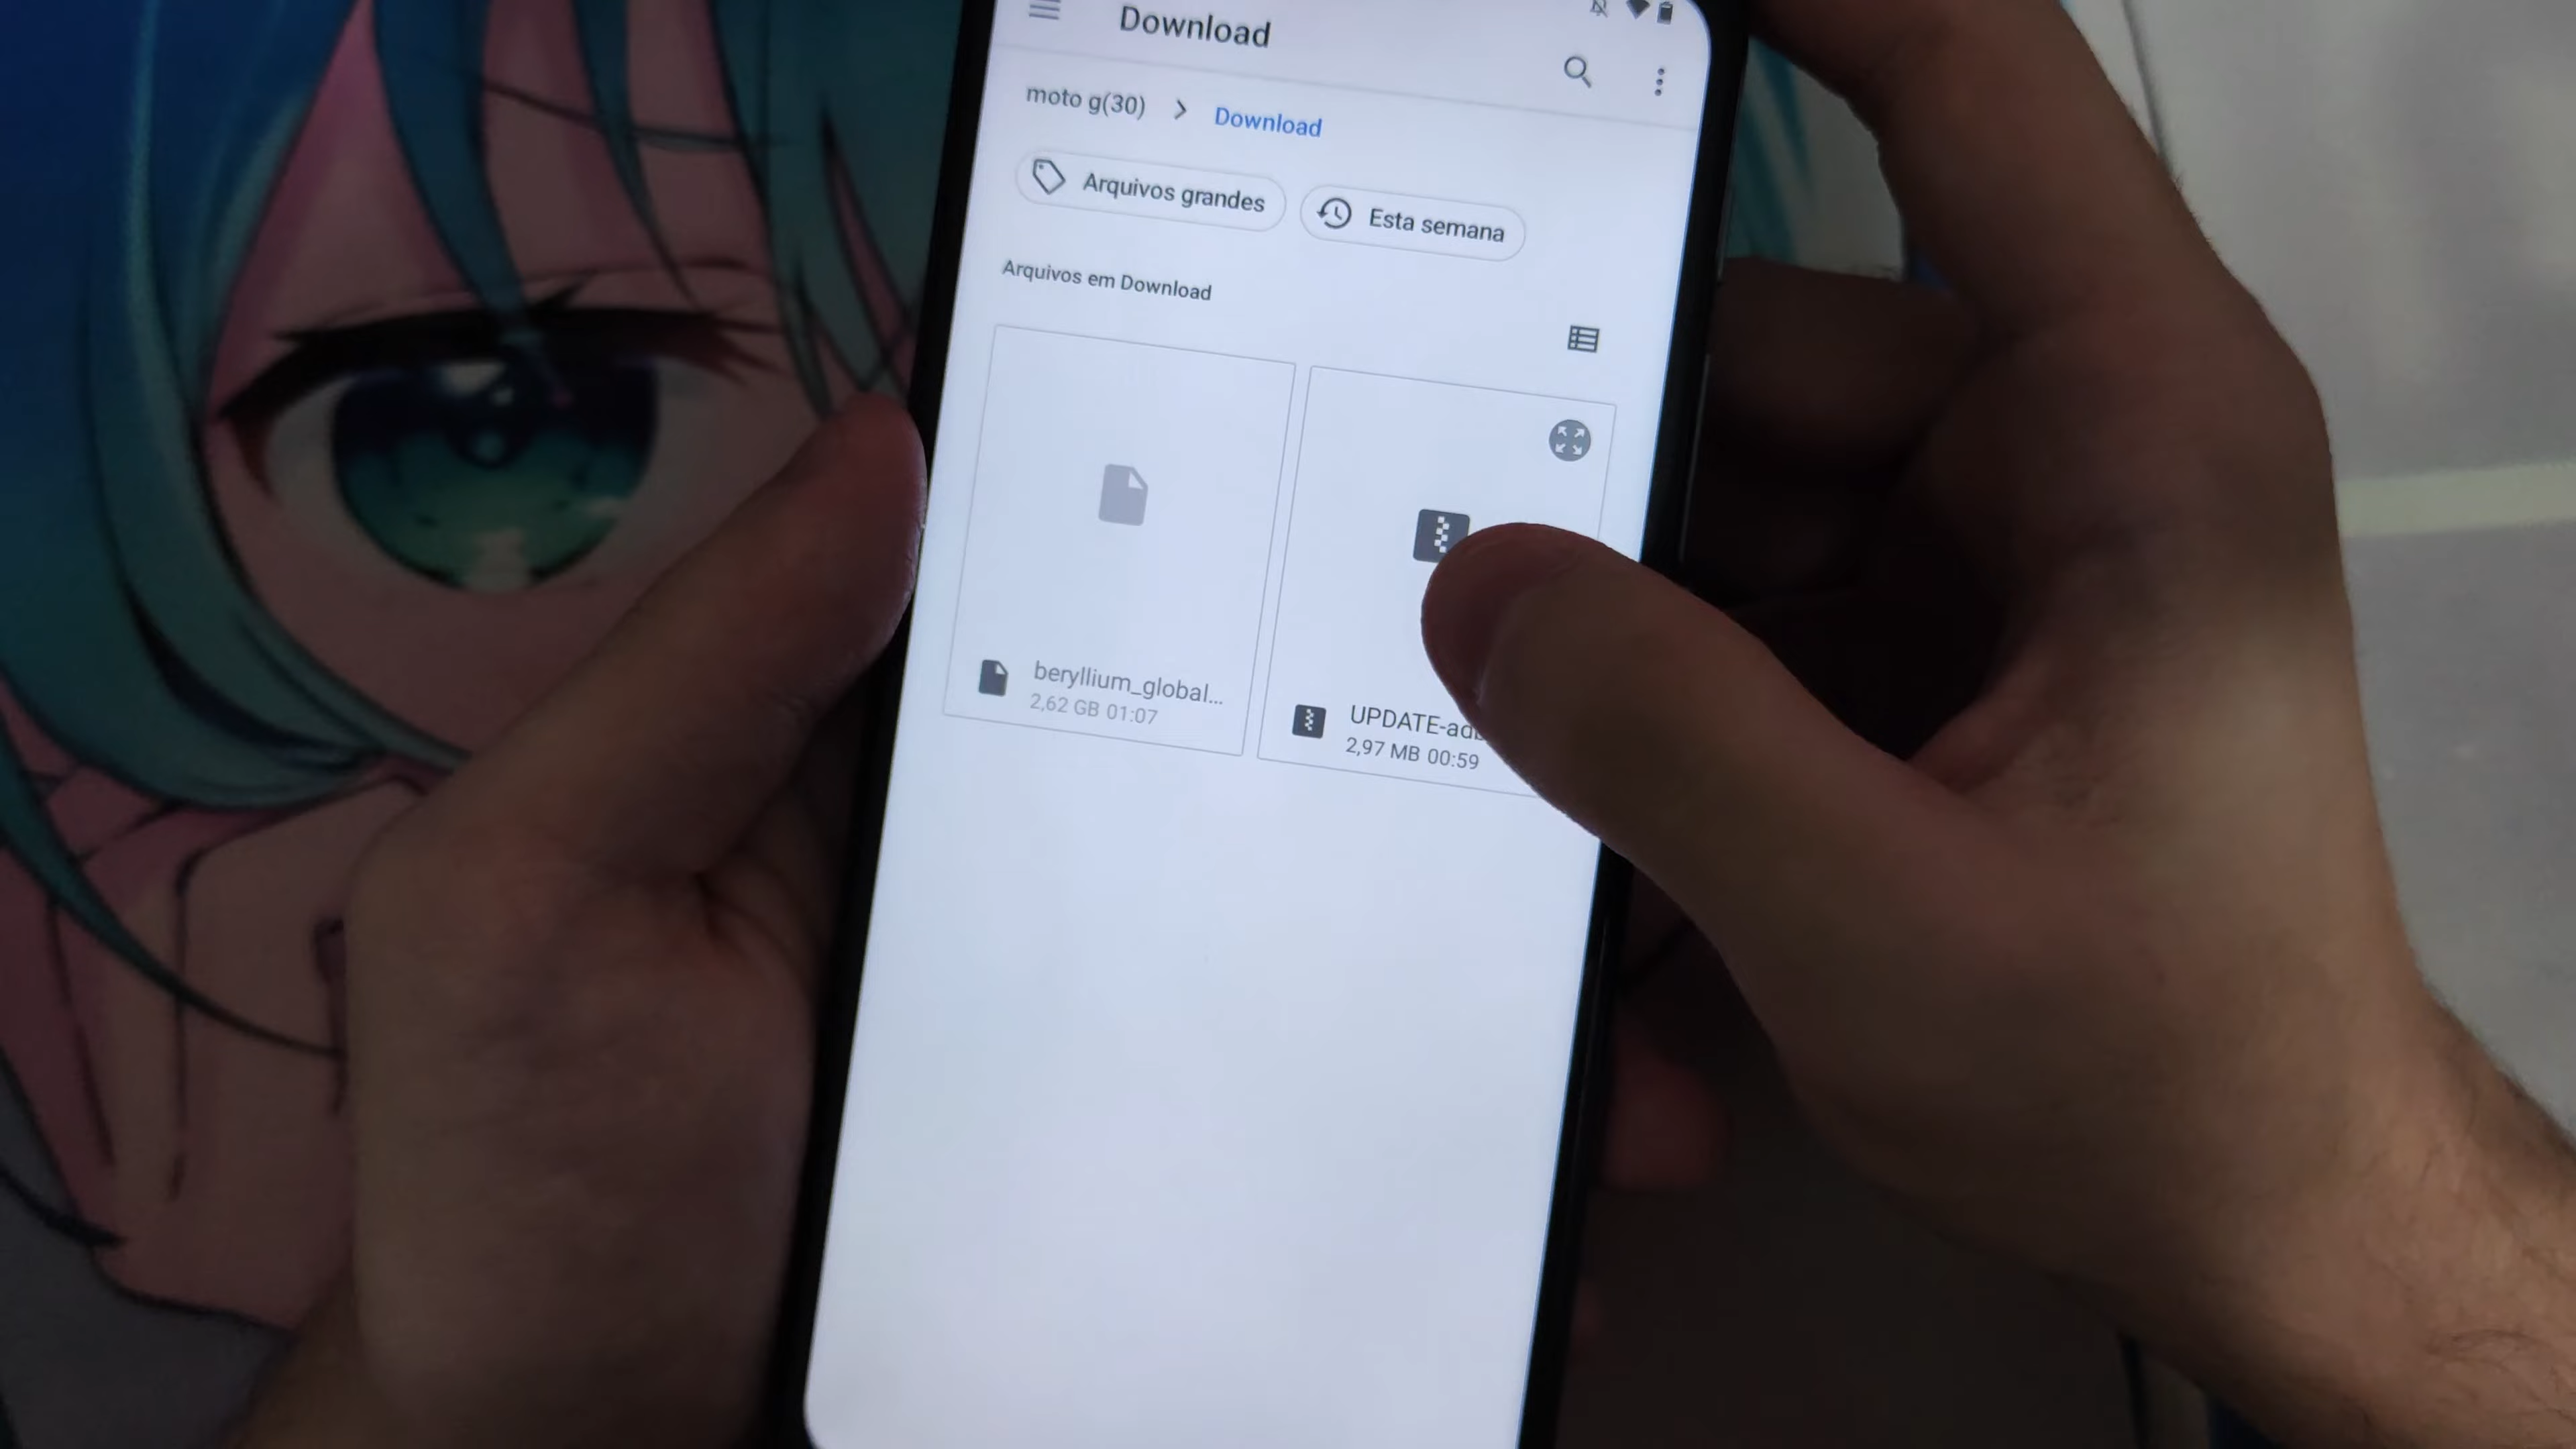 Download
moto g(30) > Download
Arquivos grandes
Esta semana
Arquivos em Download
beryllium_global...
2,62 GB 01:07
UPDATE-ad
2,97 MB 00:59